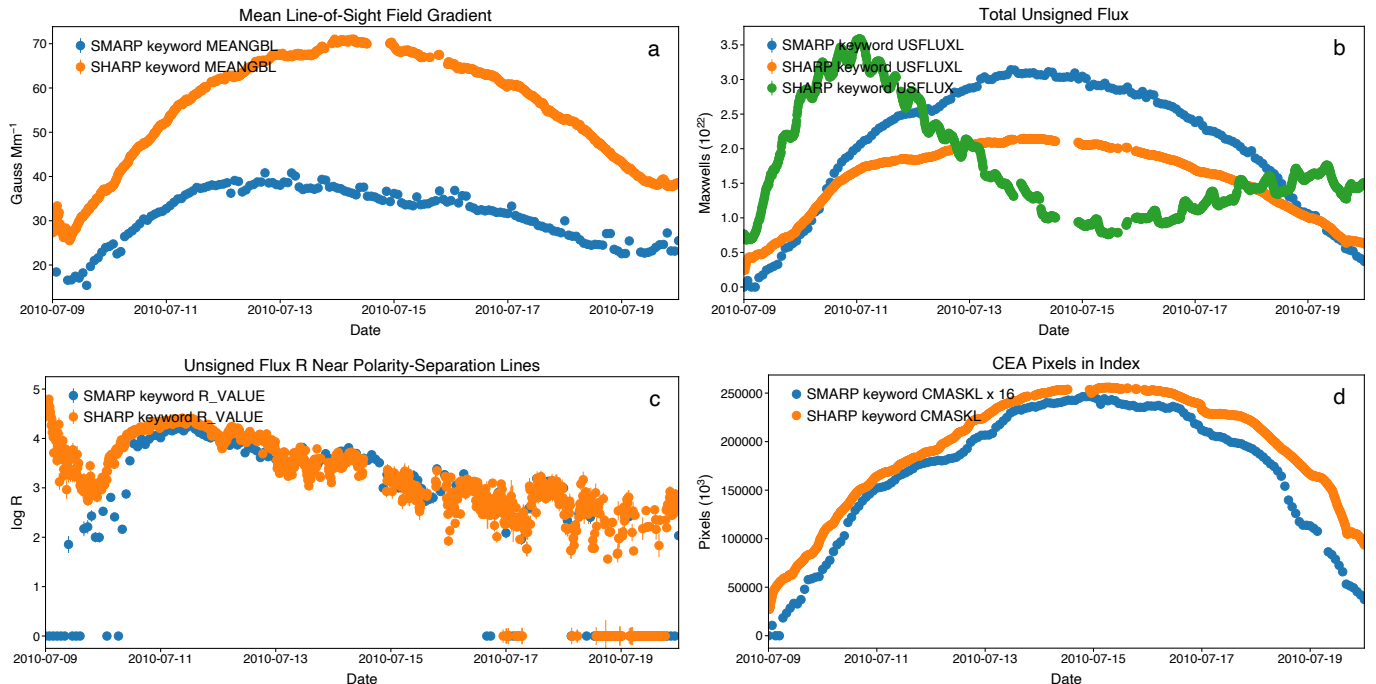 Mean Line-of-Sight Field Gradient
a
SMARP keyword MEANGBL
SHARP keyword MEANGBL
Gauss Mm⁻¹
70
60
50
40
30
20
2010-07-09 2010-07-11 2010-07-13 2010-07-15 2010-07-17 2010-07-19
Date
Total Unsigned Flux
b
SMARP keyword USFLUXL
SHARP keyword USFLUXL
SHARP keyword USFLUX
Maxwells (10²²)
3.5
3.0
2.5
2.0
1.5
1.0
0.5
0.0
2010-07-09 2010-07-11 2010-07-13 2010-07-15 2010-07-17 2010-07-19
Date
Unsigned Flux R Near Polarity-Separation Lines
c
SMARP keyword R_VALUE
SHARP keyword R_VALUE
log R
5
4
3
2
1
0
2010-07-09 2010-07-11 2010-07-13 2010-07-15 2010-07-17 2010-07-19
Date
CEA Pixels in Index
d
SMARP keyword CMASKL x 16
SHARP keyword CMASKL
Pixels (10³)
250000
200000
150000
100000
50000
0
2010-07-09 2010-07-11 2010-07-13 2010-07-15 2010-07-17 2010-07-19
Date